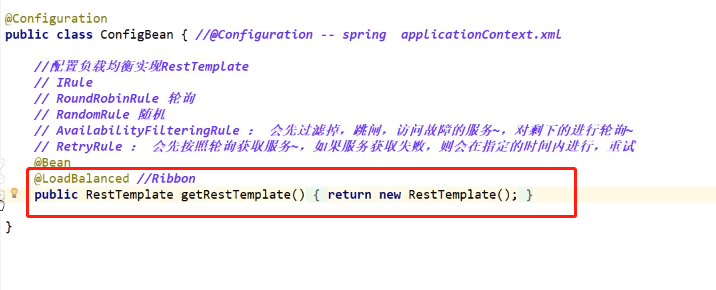 @Configuration
public class ConfigBean { //@Configuration -- spring  applicationContext.xml
//配置负载均衡实现RestTemplate
// IRule
// RoundRobinRule 轮询
// RandomRule 随机
// AvailabilityFilteringRule ： 会先过滤掉，跳闸，访问故障的服务~，对剩下的进行轮询~
// RetryRule ： 会先按照轮询获取服务~，如果服务获取失败，则会在指定的时间内进行，重试
@Bean
@LoadBalanced //Ribbon
public RestTemplate getRestTemplate() { return new RestTemplate(); }
}